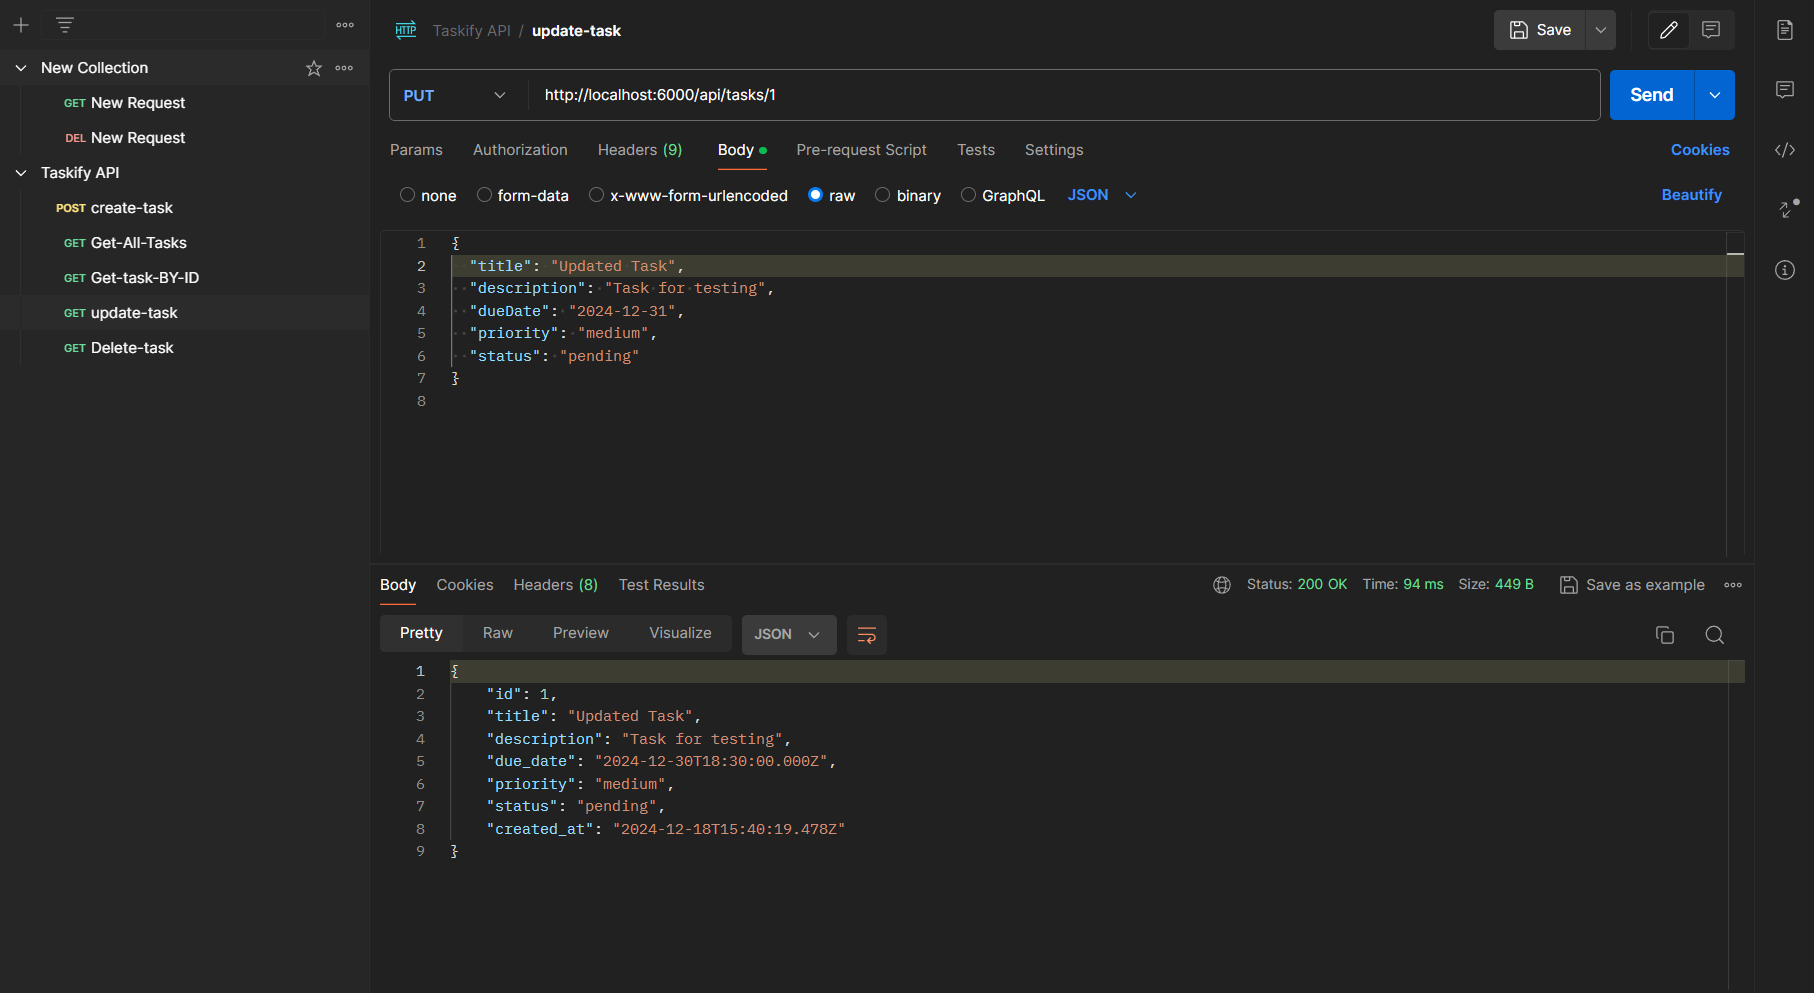 New Collection
GET New Request
DEL New Request
Taskify API
POST create-task
GET Get-All-Tasks
GET Get-task-BY-ID
GET update-task
GET Delete-task
HTTP Taskify API / update-task
Save
PUT http://localhost:6000/api/tasks/1
Send
Params Authorization Headers (9) Body Pre-request Script Tests Settings Cookies
none form-data x-www-form-urlencoded raw binary GraphQL JSON Beautify
1 {
2 "title": "Updated Task",
3 "description": "Task for testing",
4 "dueDate": "2024-12-31",
5 "priority": "medium",
6 "status": "pending"
7 }
8
Body Cookies Headers (8) Test Results Status: 200 OK Time: 94 ms Size: 449 B Save as example
Pretty Raw Preview Visualize JSON
1 {
2 "id": 1,
3 "title": "Updated Task",
4 "description": "Task for testing",
5 "due_date": "2024-12-30T18:30:00.000Z",
6 "priority": "medium",
7 "status": "pending",
8 "created_at": "2024-12-18T15:40:19.478Z"
9 }